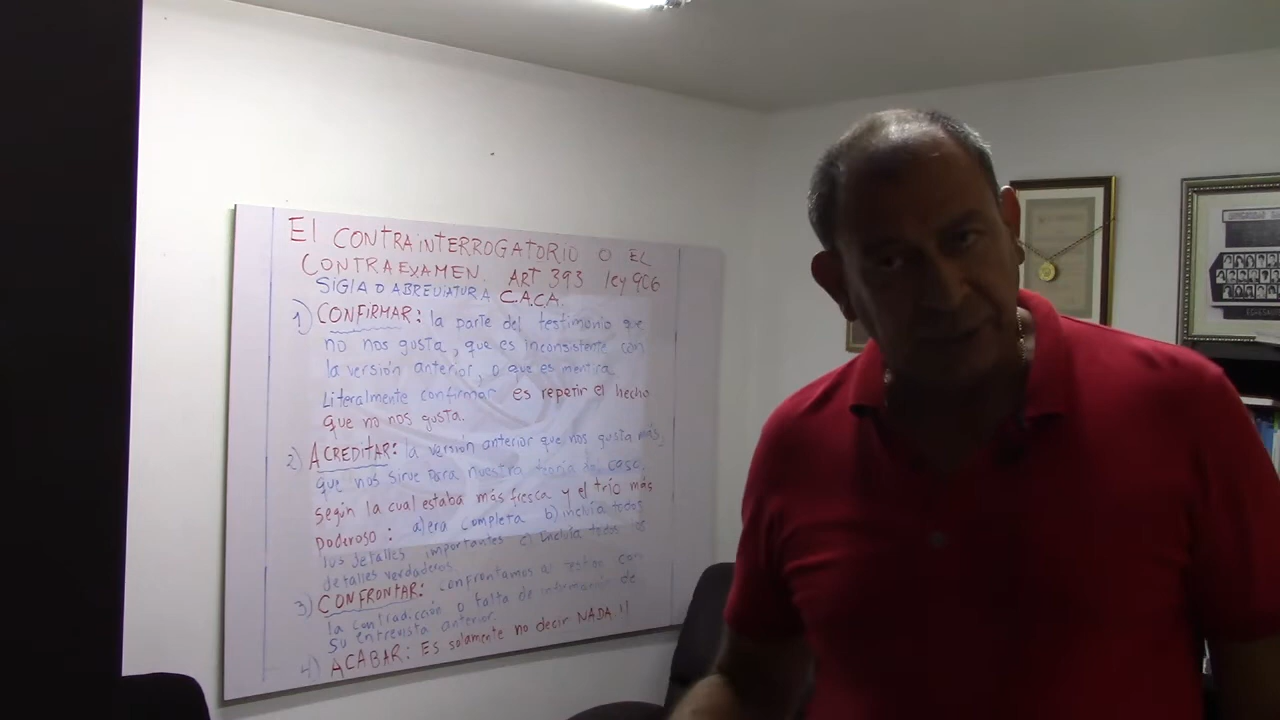 El CONTRAINTERROGATORIO O EL
CONTRAEXAMEN. ART 393 ley 906
SIGLA O ABREVIATURA C.A.C.A.
1) CONFIRMAR: la parte del testimonio que
no nos gusta, que es inconsistente con
la versión anterior, o que es mentira
Literalmente confirmar es repetir el hecho
que no nos gusta.
2) ACREDITAR: la versión anterior que nos gusta más,
que nos sirve para nuestra teoría del caso,
según la cual estaba más fresca y el trío más
poderoso: a) era completa b) incluía todos
los detalles importantes c) Incluía todos los
detalles verdaderos.
3) CONFRONTAR: confrontamos al testigo con
la contradicción o falta de información de
su entrevista anterior.
4) ACABAR: Es solamente no decir NADA!!